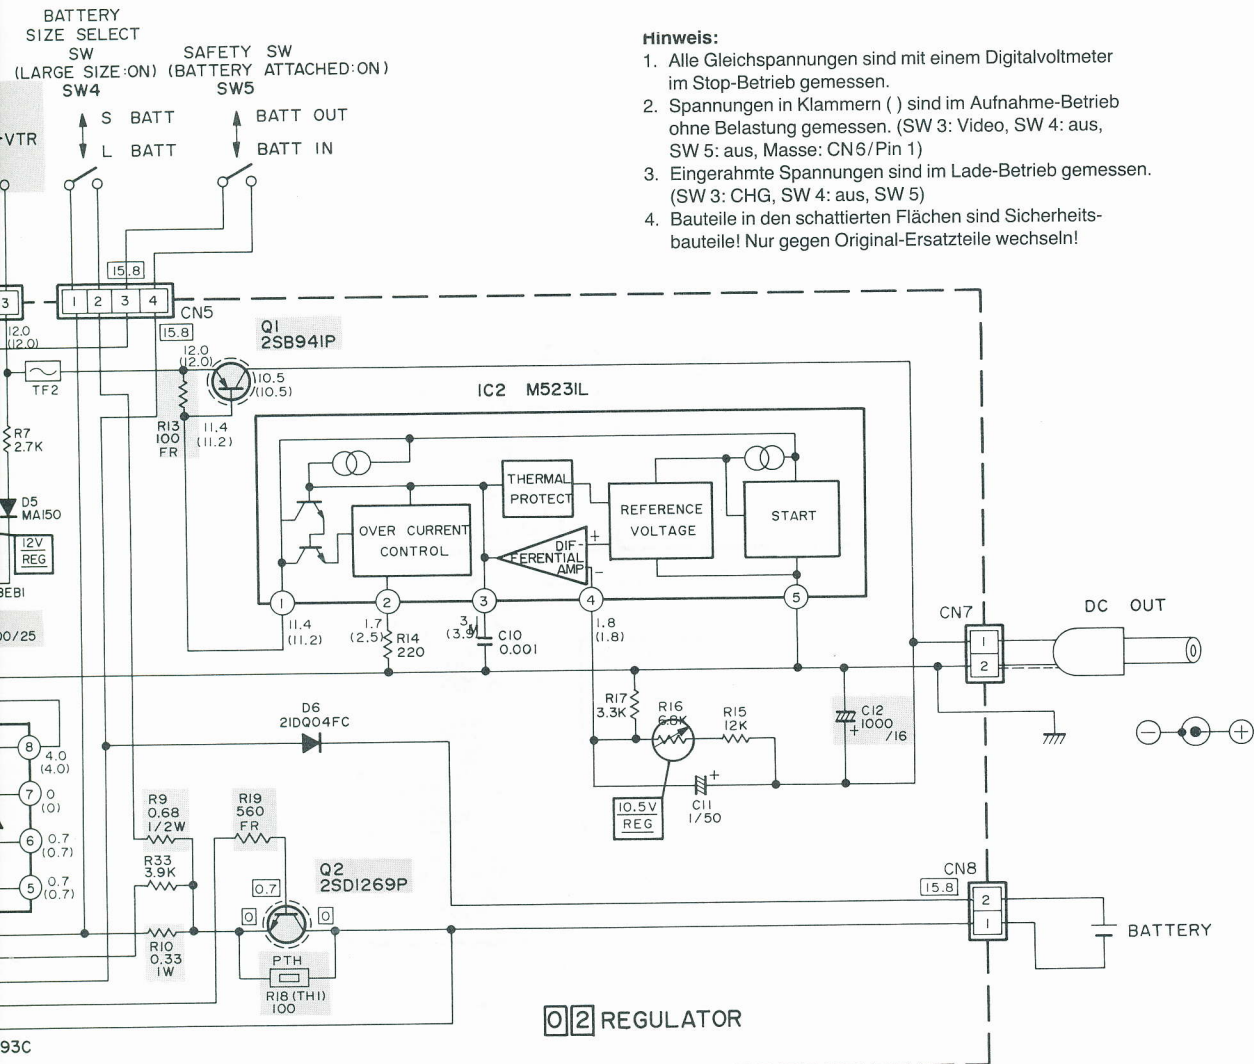 BATTERY
SIZE SELECT
SW
(LARGE SIZE:ON)
SW4
SAFETY SW
(BATTERY ATTACHED:ON)
SW5
S BATT
L BATT
BATT OUT
BATT IN
VTR
Hinweis:
1. Alle Gleichspannungen sind mit einem Digitalvoltmeter
im Stop-Betrieb gemessen.
2. Spannungen in Klammern ( ) sind im Aufnahme-Betrieb
ohne Belastung gemessen. (SW 3: Video, SW 4: aus,
SW 5: aus, Masse: CN6/Pin 1)
3. Eingerahmte Spannungen sind im Lade-Betrieb gemessen.
(SW 3: CHG, SW 4: aus, SW 5)
4. Bauteile in den schattierten Flächen sind Sicherheits-
bauteile! Nur gegen Original-Ersatzteile wechseln!
15.8
3
1 2 3 4
CN5
12.0
(12.0)
15.8
Q1
2SB941P
12.0
(12.0)
10.5
(10.5)
TF2
R13
100
FR
11.4
(11.2)
IC2 M5231L
R7
2.7K
D5
MA150
12V
REG
THERMAL
PROTECT
REFERENCE
VOLTAGE
START
OVER CURRENT
CONTROL
DIF-
FERENTIAL
AMP
+
-
1
2
3
4
5
11.4
(11.2)
1.7
(2.5)
R14
220
(3.9)
C10
0.001
1.8
(1.8)
CN7
1
2
DC OUT
R17
3.3K
R16
6.8K
R15
12K
C12
1000
/16
+
10.5V
REG
+
C11
1/50
D6
21DQ04FC
8
4.0
(4.0)
7
0
(0)
6
0.7
(0.7)
5
0.7
(0.7)
R9
0.68
1/2W
R19
560
FR
R33
3.9K
Q2
2SD1269P
0.7
0
0
R10
0.33
1W
PTH
R18(TH1)
100
CN8
15.8
2
1
BATTERY
02 REGULATOR
93C